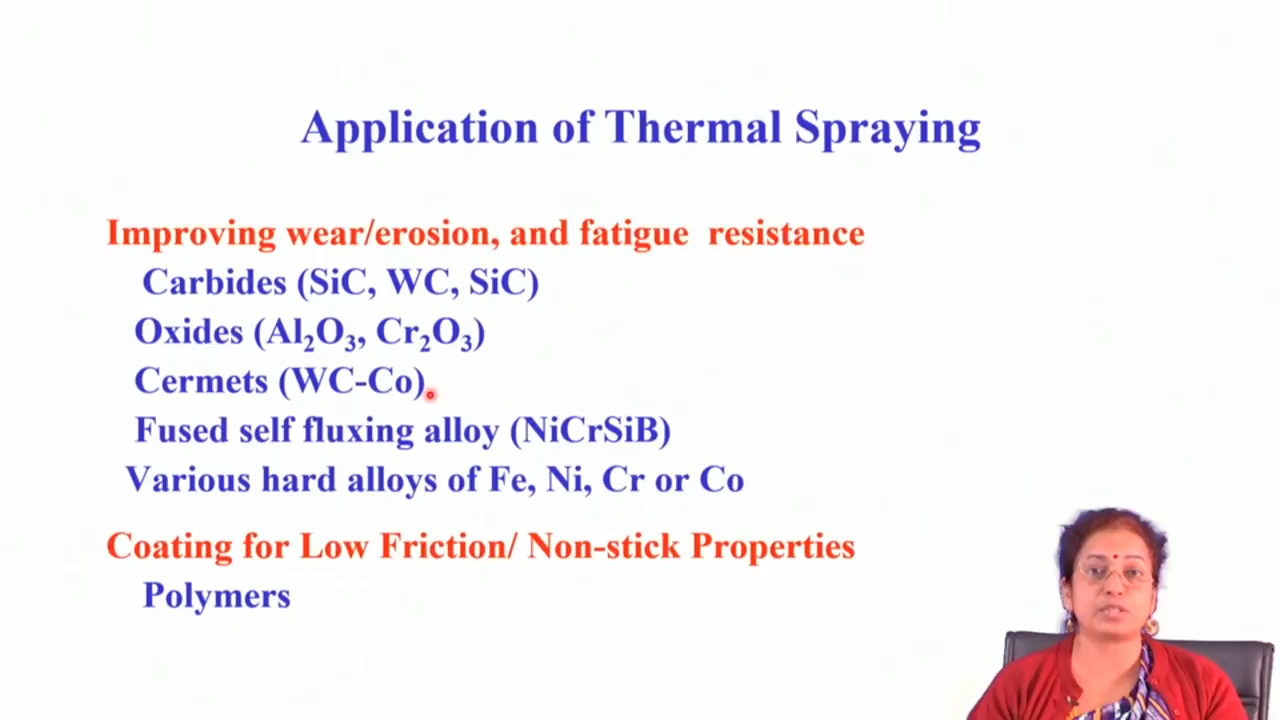 Application of Thermal Spraying
Improving wear/erosion, and fatigue resistance
Carbides (SiC, WC, SiC)
Oxides (Al₂O₃, Cr₂O₃)
Cermets (WC-Co)
Fused self fluxing alloy (NiCrSiB)
Various hard alloys of Fe, Ni, Cr or Co
Coating for Low Friction/ Non-stick Properties
Polymers